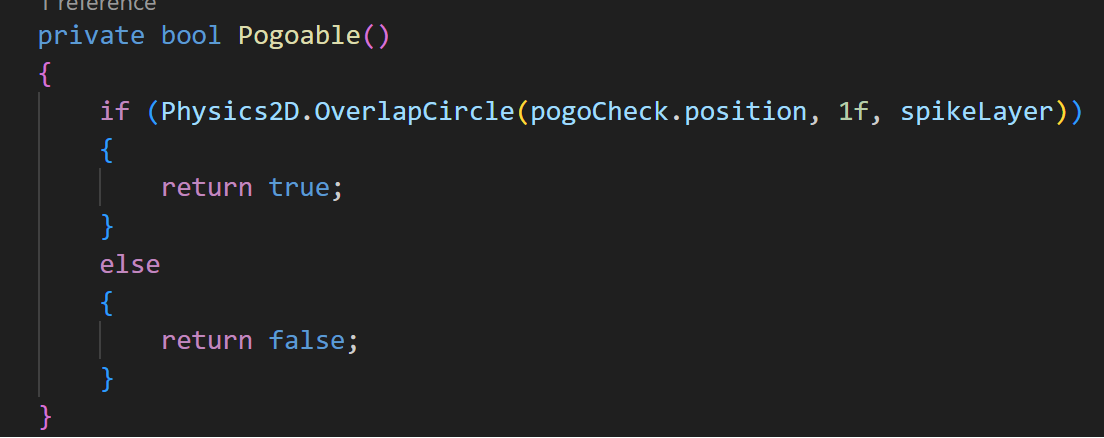 1 reference
private bool Pogoable()
{
if (Physics2D.OverlapCircle(pogoCheck.position, 1f, spikeLayer))
{
return true;
}
else
{
return false;
}
}